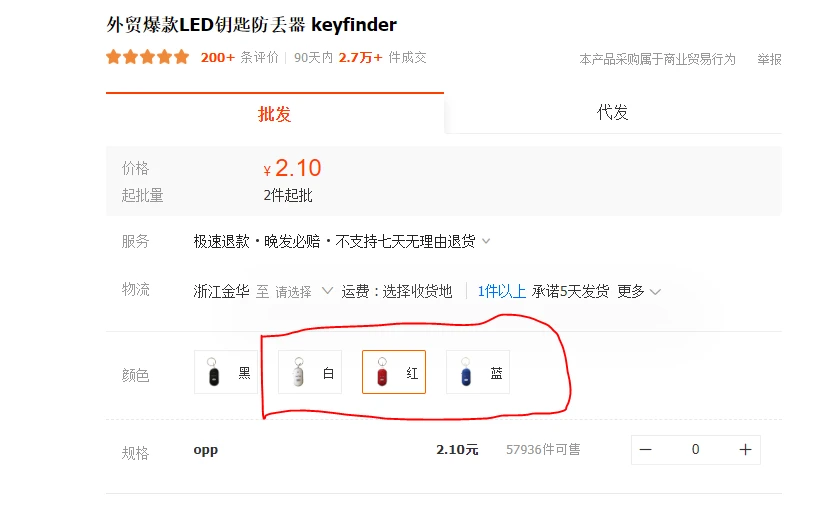 外贸爆款LED钥匙防丢器 keyfinder
200+ 条评价 90天内 2.7万+ 件成交 本产品采购属于商业贸易行为 举报
批发 代发
价格 ¥ 2.10
起批量 2件起批
服务 极速退款·晚发必赔·不支持七天无理由退货
物流 浙江金华 至 请选择 运费：选择收货地 1件以上 承诺5天发货 更多
颜色 黑 白 红 蓝
规格 opp 2.10元 57936件可售 — 0 +